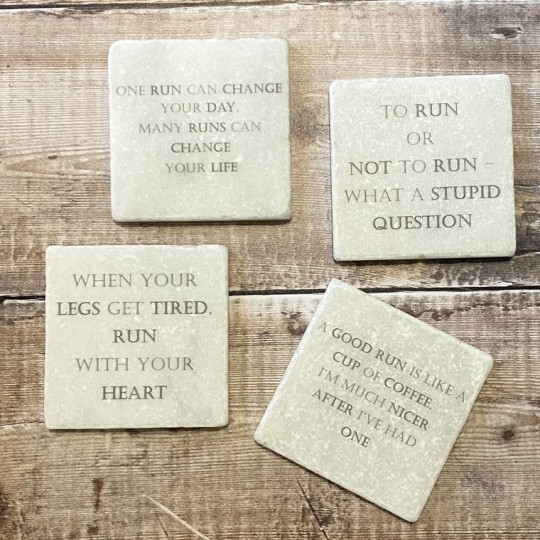 ONE RUN CAN CHANGE
YOUR DAY,
MANY RUNS CAN
CHANGE
YOUR LIFE
TO RUN
OR
NOT TO RUN –
WHAT A STUPID
QUESTION
WHEN YOUR
LEGS GET TIRED,
RUN
WITH YOUR
HEART
A GOOD RUN IS LIKE A
CUP OF COFFEE.
I'M MUCH NICER
AFTER I'VE HAD
ONE